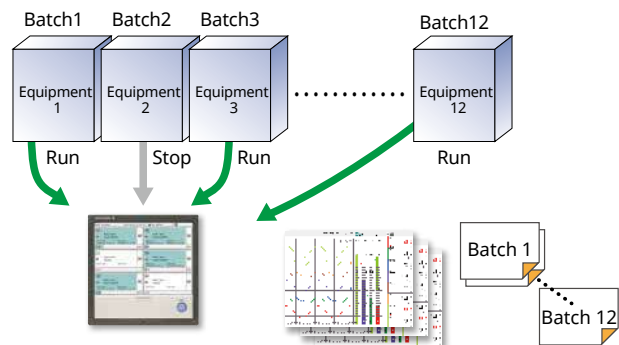 Batch1
Batch2
Batch3
Batch12
Equipment
1
Equipment
2
Equipment
3
Equipment
12
Run
Stop
Run
Run
Batch 1
Batch 12